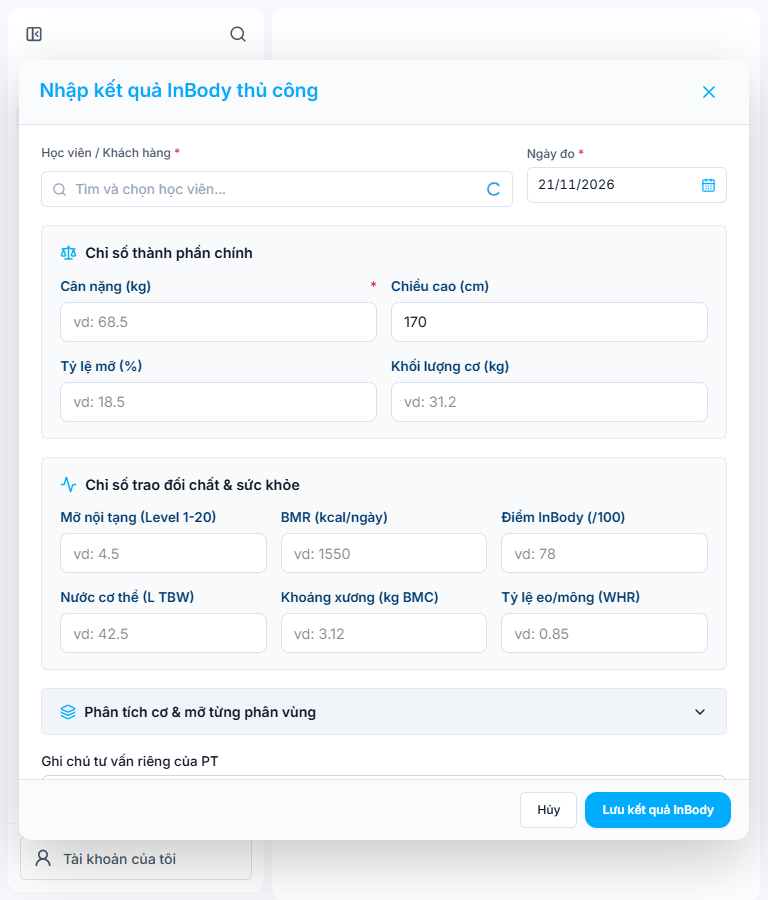 Nhập kết quả InBody thủ công
Học viên / Khách hàng *
Ngày đo *
Tìm và chọn học viên...
21/11/2026
Chỉ số thành phần chính
Cân nặng (kg) *
Chiều cao (cm)
vd: 68.5
170
Tỷ lệ mỡ (%)
Khối lượng cơ (kg)
vd: 18.5
vd: 31.2
Chỉ số trao đổi chất & sức khỏe
Mỡ nội tạng (Level 1-20)
BMR (kcal/ngày)
Điểm InBody (/100)
vd: 4.5
vd: 1550
vd: 78
Nước cơ thể (L TBW)
Khoáng xương (kg BMC)
Tỷ lệ eo/mông (WHR)
vd: 42.5
vd: 3.12
vd: 0.85
Phân tích cơ & mỡ từng phân vùng
Ghi chú tư vấn riêng của PT
Hủy
Lưu kết quả InBody
Tài khoản của tôi